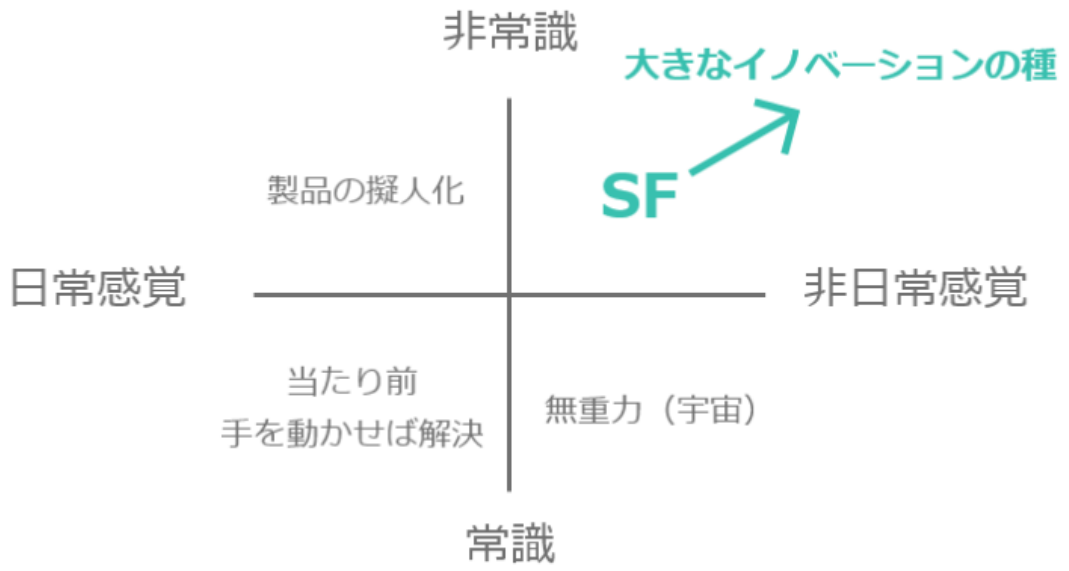 非常識
大きなイノベーションの種
製品の擬人化
SF
日常感覚
非日常感覚
当たり前
手を動かせば解決
無重力（宇宙）
常識